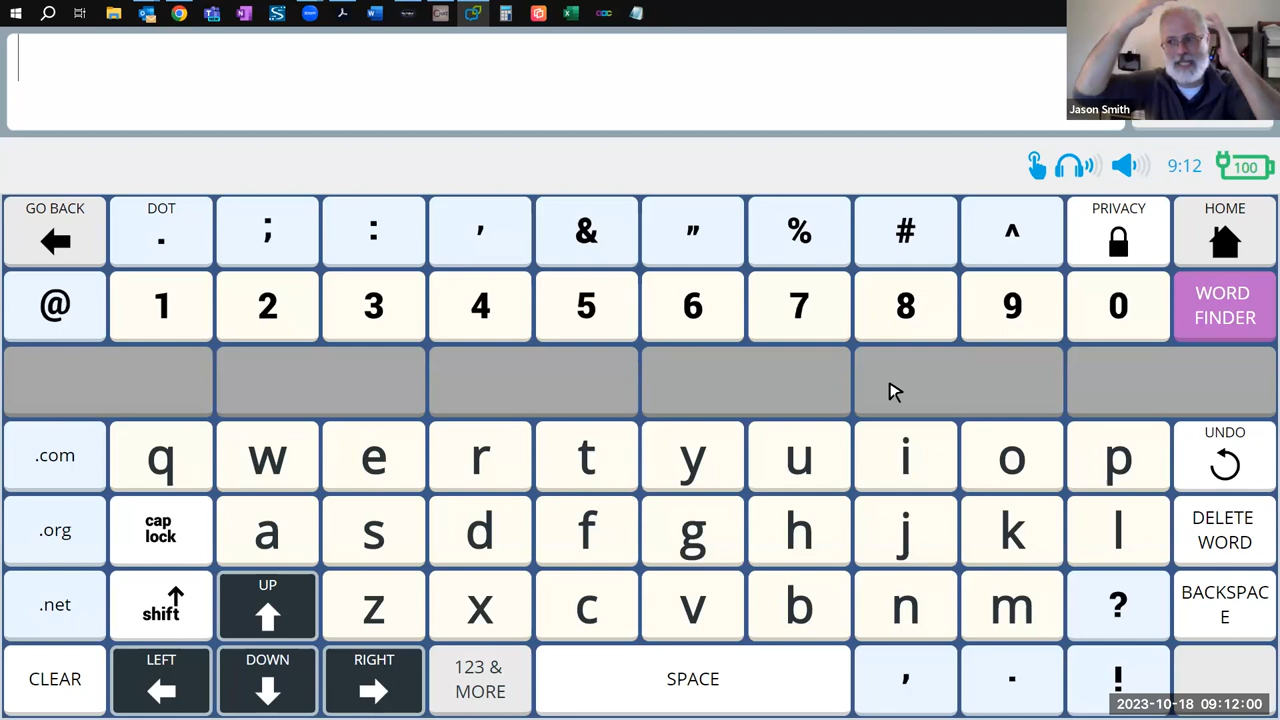 Jason Smith
9:12
100
GO BACK DOT . ; : , & " % # ^ PRIVACY HOME
@ 1 2 3 4 5 6 7 8 9 0 WORD FINDER
.com q w e r t y u i o p UNDO
.org cap lock a s d f g h j k l DELETE WORD
.net shift UP z x c v b n m ? BACKSPACE
CLEAR LEFT DOWN RIGHT 123 & MORE SPACE , . !
2023-10-18 09:12:00